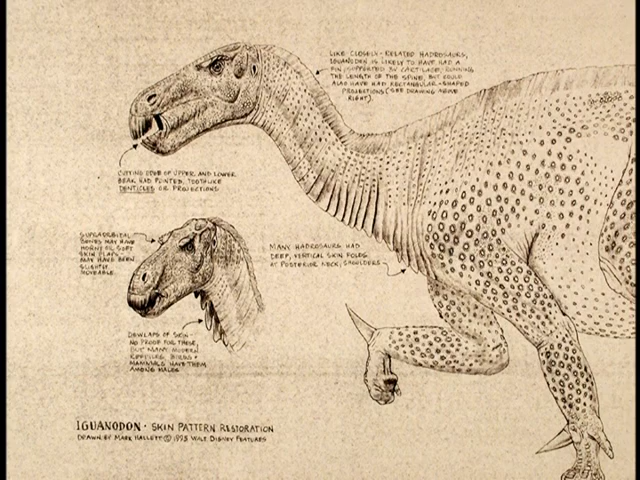 LIKE CLOSELY-RELATED HADROSAURS,
IGUANODON IS LIKELY TO HAVE HAD A
FIN, SUPPORTED BY CARTILAGE, RUNNING
THE LENGTH OF THE SPINE, BUT COULD
ALSO HAVE HAD RECTANGULAR-SHAPED
PROJECTIONS (SEE DRAWING ABOVE
RIGHT).
CUTTING EDGE OF UPPER AND LOWER
BEAK HAD POINTED, TOOTHLIKE
DENTICLES OR PROJECTIONS
SUPRAORBITAL
BONES MAY HAVE
HORNY OR SOFT
SKIN FLAPS-
MAY HAVE BEEN
SLIGHTLY
MOVEABLE
MANY HADROSAURS HAD
DEEP, VERTICAL SKIN FOLDS
AT POSTERIOR NECK, SHOULDERS
DEWLAPS OF SKIN-
NO PROOF FOR THESE,
BUT MANY MODERN
REPTILES, BIRDS +
MAMMALS HAVE THEM
AMONG MALES
IGUANODON · SKIN PATTERN RESTORATION
DRAWN BY MARK HALLETT © 1995 WALT DISNEY FEATURES